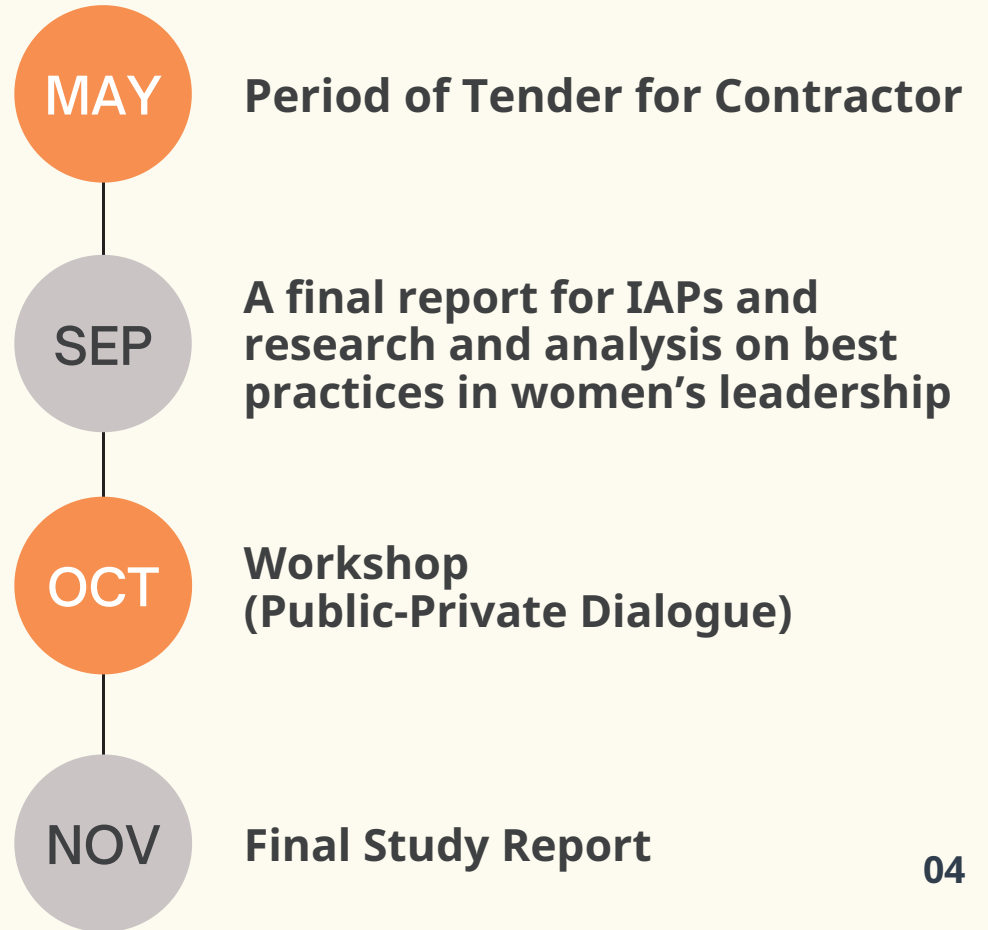 MAY
Period of Tender for Contractor
SEP
A final report for IAPs and
research and analysis on best
practices in women’s leadership
OCT
Workshop
(Public-Private Dialogue)
NOV
Final Study Report
04